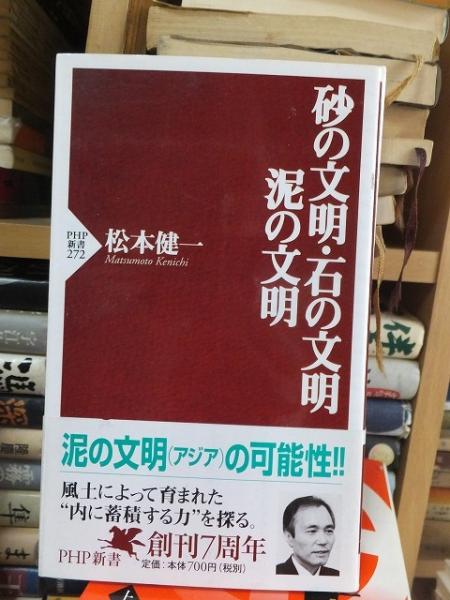 砂の文明・石の文明
泥の文明
PHP
新書
272
松本健一
Matsumoto Kenichi
泥の文明(アジア)の可能性!!
風土によって育まれた
“内に蓄積する力”を探る。
PHP新書
創刊7周年
定価:本体700円(税別)